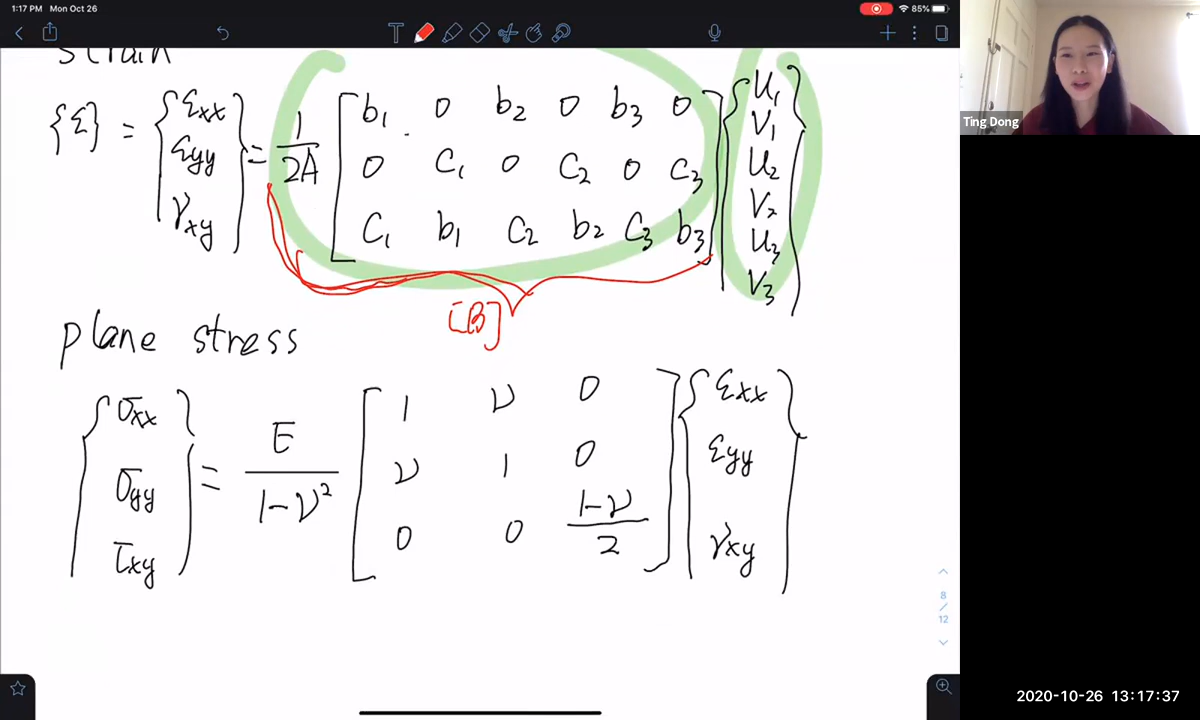 1:17 PM Mon Oct 26
85%
strain
{ε} = {εxx εyy γxy} = 1/2A [b1 0 b2 0 b3 0
0 c1 0 c2 0 c3
c1 b1 c2 b2 c3 b3] {u1 v1 u2 v2 u3 v3}
[B]
plane stress
{σxx σyy τxy} = E/1-ν² [1 ν 0
ν 1 0
0 0 1-ν/2] {εxx εyy γxy}
8
/
12
Ting Dong
2020-10-26 13:17:37